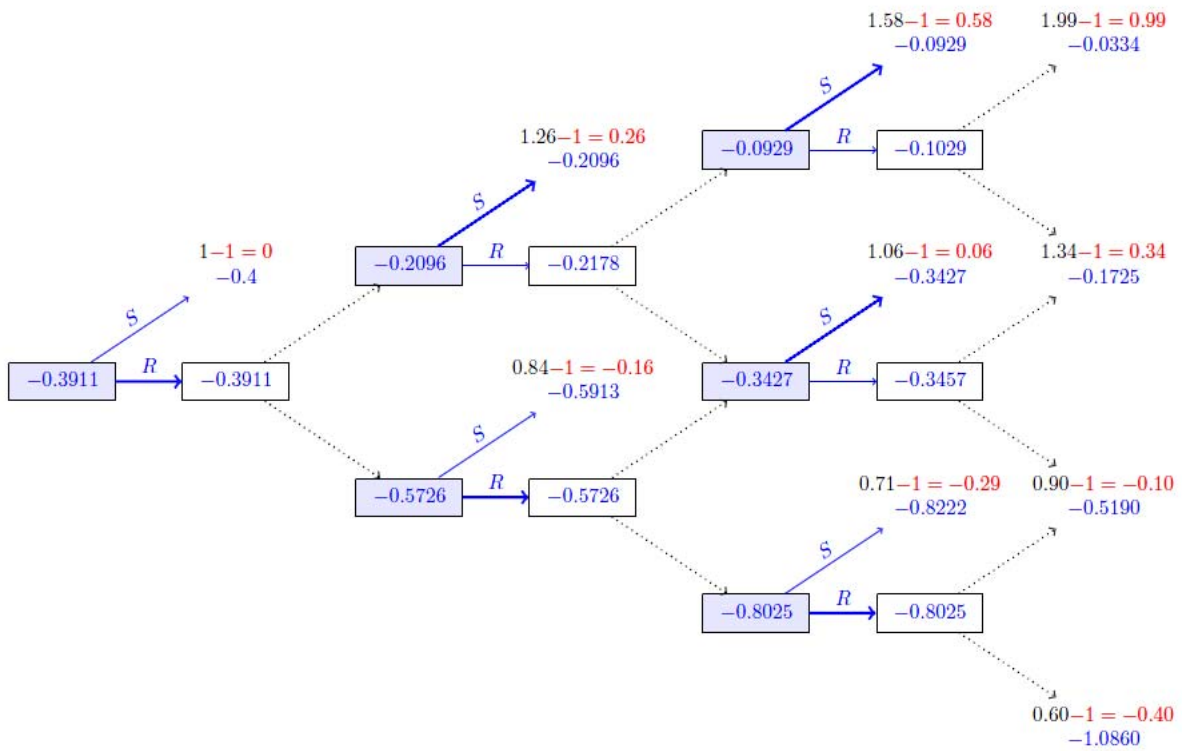 1.58−1 = 0.58
−0.0929
1.99−1 = 0.99
−0.0334
S
−0.0929
R
−0.1029
1.26−1 = 0.26
−0.2096
S
−0.2096
R
−0.2178
1−1 = 0
−0.4
1.06−1 = 0.06
−0.3427
1.34−1 = 0.34
−0.1725
S
−0.3911
R
−0.3911
S
−0.3427
R
−0.3457
0.84−1 = −0.16
−0.5913
S
−0.5726
R
−0.5726
0.71−1 = −0.29
−0.8222
0.90−1 = −0.10
−0.5190
S
−0.8025
R
−0.8025
0.60−1 = −0.40
−1.0860